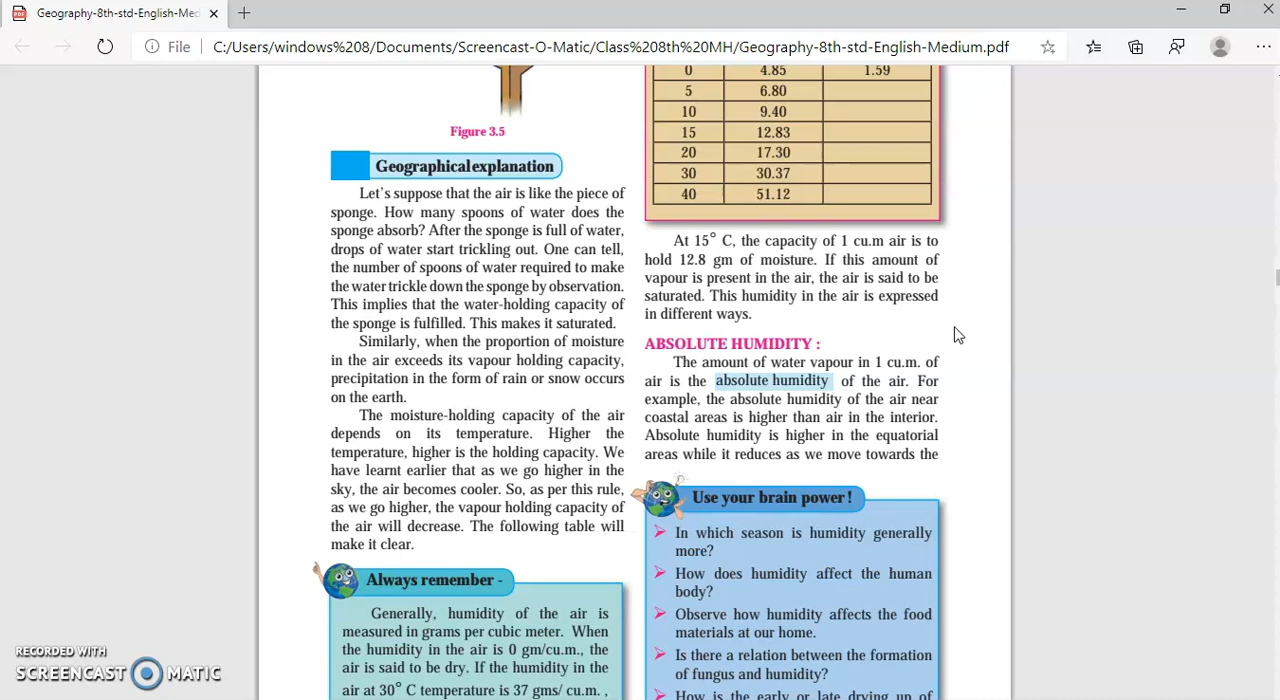 Geography-8th-std-English-Med
File
C:/Users/windows%208/Documents/Screencast-O-Matic/Class%208th%20MH/Geography-8th-std-English-Medium.pdf
Figure 3.5
Geographical explanation
Let's suppose that the air is like the piece of
sponge. How many spoons of water does the
sponge absorb? After the sponge is full of water,
drops of water start trickling out. One can tell,
the number of spoons of water required to make
the water trickle down the sponge by observation.
This implies that the water-holding capacity of
the sponge is fulfilled. This makes it saturated.
Similarly, when the proportion of moisture
in the air exceeds its vapour holding capacity,
precipitation in the form of rain or snow occurs
on the earth.
The moisture-holding capacity of the air
depends on its temperature. Higher the
temperature, higher is the holding capacity. We
have learnt earlier that as we go higher in the
sky, the air becomes cooler. So, as per this rule,
as we go higher, the vapour holding capacity of
the air will decrease. The following table will
make it clear.
Always remember -
Generally, humidity of the air is
measured in grams per cubic meter. When
the humidity in the air is 0 gm/cu.m., the
air is said to be dry. If the humidity in the
air at 30° C temperature is 37 gms/ cu.m. ,
0 4.85 1.59
5 6.80
10 9.40
15 12.83
20 17.30
30 30.37
40 51.12
At 15° C, the capacity of 1 cu.m air is to
hold 12.8 gm of moisture. If this amount of
vapour is present in the air, the air is said to be
saturated. This humidity in the air is expressed
in different ways.
ABSOLUTE HUMIDITY :
The amount of water vapour in 1 cu.m. of
air is the absolute humidity of the air. For
example, the absolute humidity of the air near
coastal areas is higher than air in the interior.
Absolute humidity is higher in the equatorial
areas while it reduces as we move towards the
Use your brain power !
In which season is humidity generally
more?
How does humidity affect the human
body?
Observe how humidity affects the food
materials at our home.
Is there a relation between the formation
of fungus and humidity?
How is the early or late drying up of
RECORDED WITH
SCREENCAST MATIC